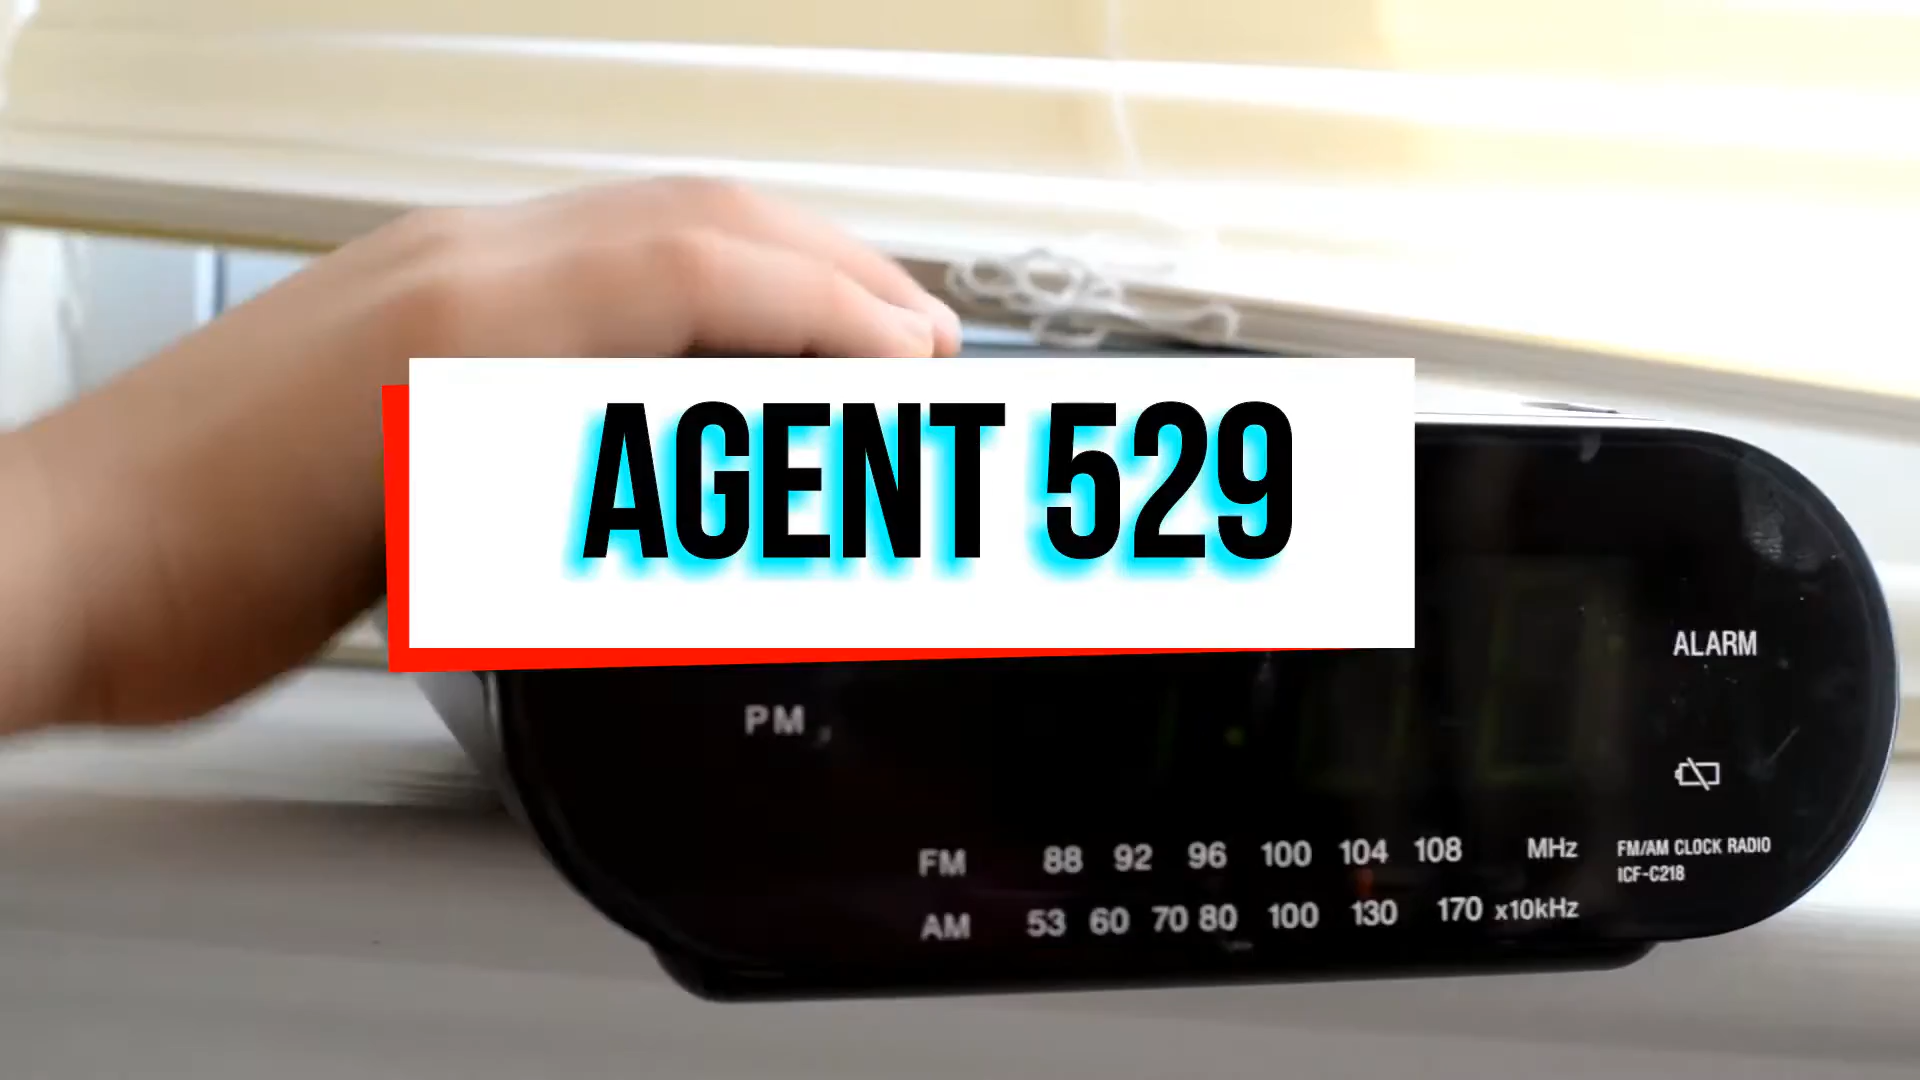 AGENT 529
ALARM
PM
FM 88 92 96 100 104 108 MHz
FM/AM CLOCK RADIO
ICF-C218
AM 53 60 70 80 100 130 170 x10kHz